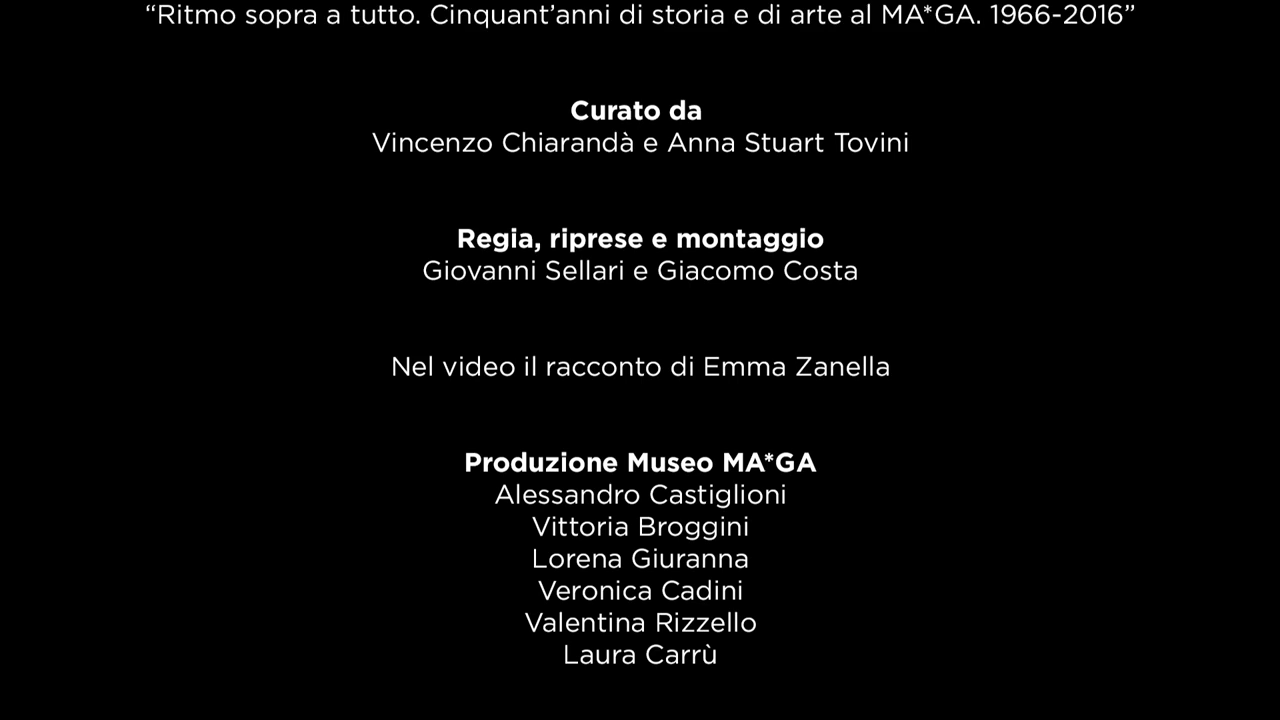 “Ritmo sopra a tutto. Cinquant’anni di storia e di arte al MA*GA. 1966-2016”
Curato da
Vincenzo Chiarandà e Anna Stuart Tovini
Regia, riprese e montaggio
Giovanni Sellari e Giacomo Costa
Nel video il racconto di Emma Zanella
Produzione Museo MA*GA
Alessandro Castiglioni
Vittoria Broggini
Lorena Giuranna
Veronica Cadini
Valentina Rizzello
Laura Carrù